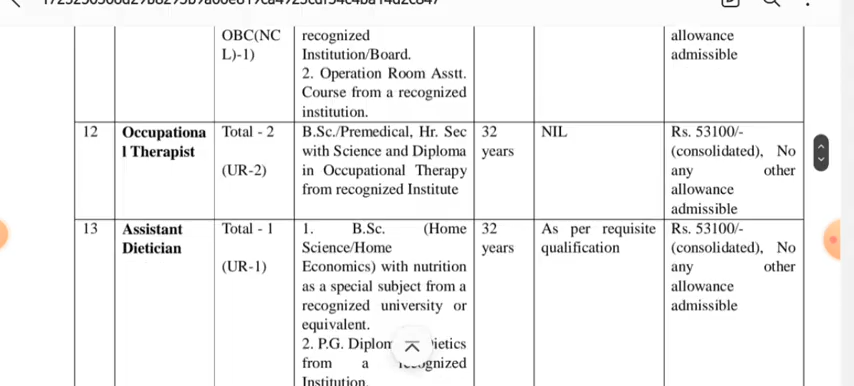 OBC(NC
L)-1)
recognized
Institution/Board.
2. Operation Room Asstt.
Course from a recognized
institution.
allowance
admissible
12
Occupationa
l Therapist
Total - 2
(UR-2)
B.Sc./Premedical, Hr. Sec
with Science and Diploma
in Occupational Therapy
from recognized Institute
32
years
NIL
Rs. 53100/-
(consolidated), No
any other
allowance
admissible
13
Assistant
Dietician
Total - 1
(UR-1)
1. B.Sc. (Home
Science/Home
Economics) with nutrition
as a special subject from a
recognized university or
equivalent.
2. P.G. Diplom
from a
Institution.
32
years
As per requisite
qualification
Rs. 53100/-
(consolidated), No
any other
allowance
admissible